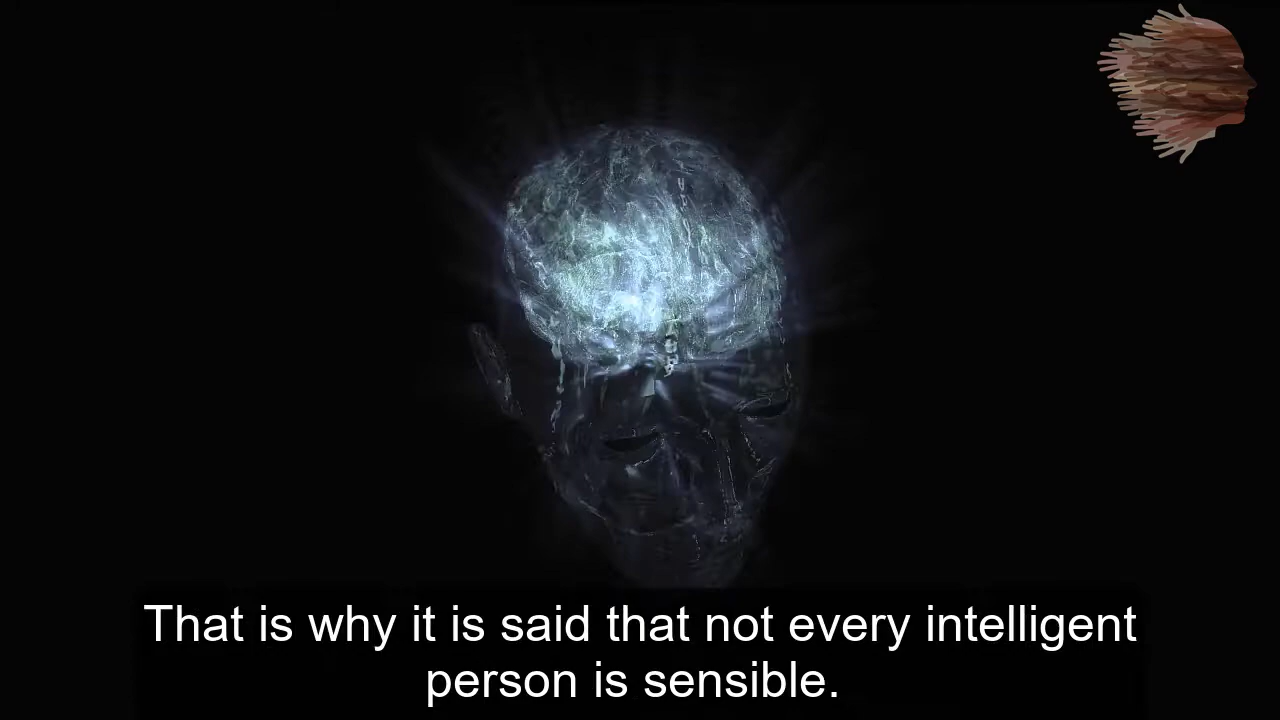 That is why it is said that not every intelligent
person is sensible.